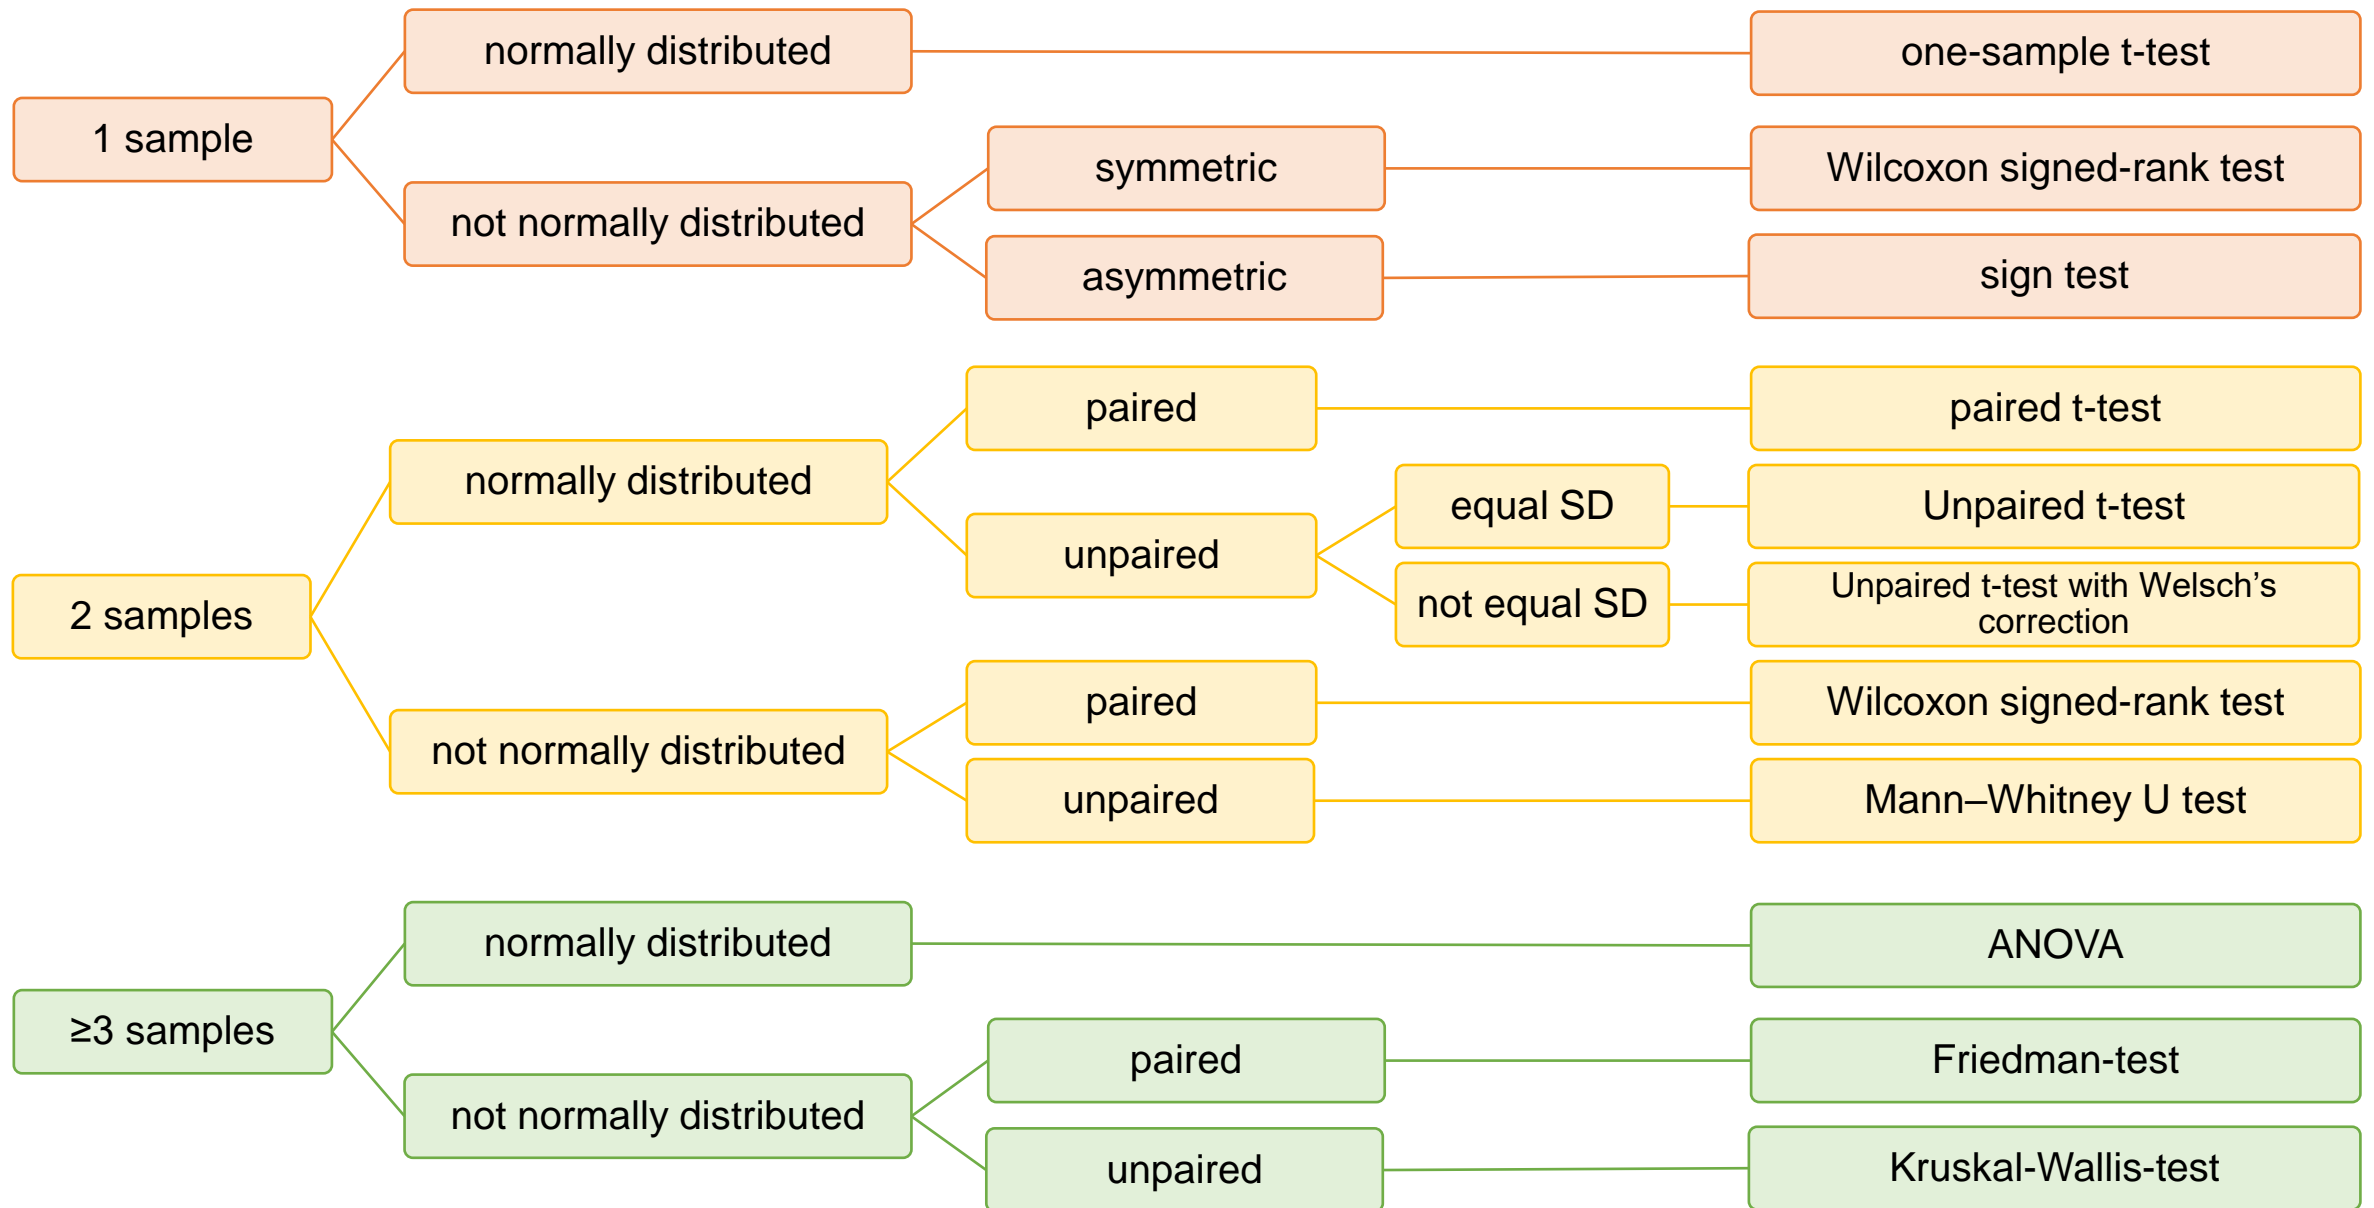 normally distributed
one-sample t-test
1 sample
symmetric
Wilcoxon signed-rank test
not normally distributed
asymmetric
sign test
paired
paired t-test
normally distributed
equal SD
Unpaired t-test
unpaired
not equal SD
Unpaired t-test with Welsch’s
correction
2 samples
paired
Wilcoxon signed-rank test
not normally distributed
unpaired
Mann–Whitney U test
normally distributed
ANOVA
≥3 samples
paired
Friedman-test
not normally distributed
unpaired
Kruskal-Wallis-test